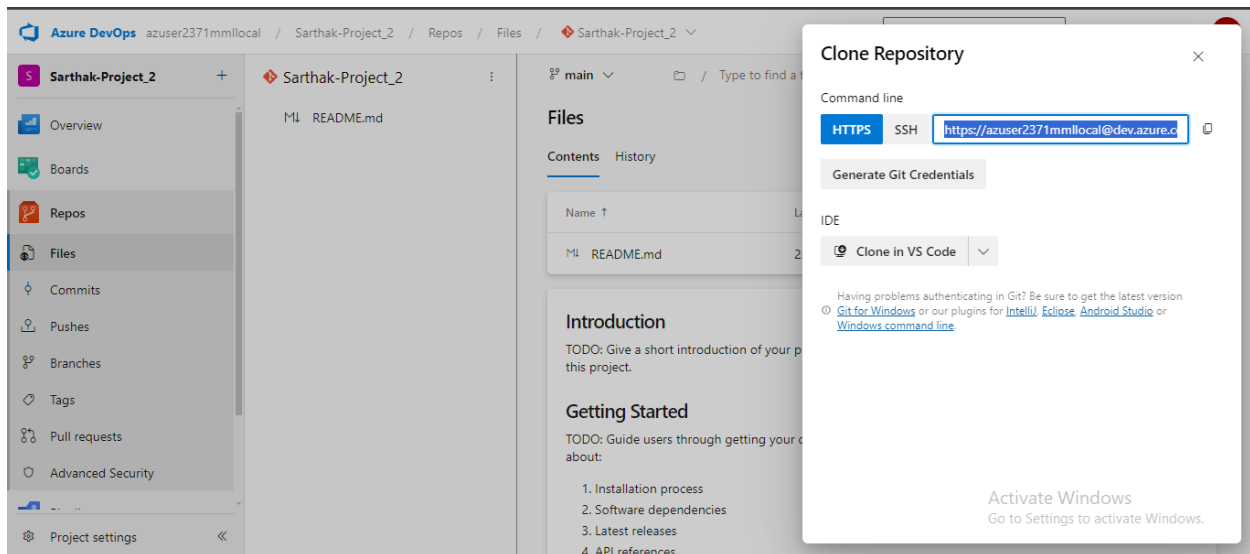 Azure DevOps azuser2371mmllocal / Sarthak-Project_2 / Repos / Files / Sarthak-Project_2
S Sarthak-Project_2 +
Overview
Boards
Repos
Files
Commits
Pushes
Branches
Tags
Pull requests
Advanced Security
Project settings
Sarthak-Project_2
M↓ README.md
main / Type to find a
Files
Contents History
Name ↑
M↓ README.md 2
Introduction
TODO: Give a short introduction of your p
this project.
Getting Started
TODO: Guide users through getting your
about:
1. Installation process
2. Software dependencies
3. Latest releases
4. API references
Clone Repository
Command line
HTTPS SSH https://azuser2371mmllocal@dev.azure.c
Generate Git Credentials
IDE
Clone in VS Code
Having problems authenticating in Git? Be sure to get the latest version
Git for Windows or our plugins for IntelliJ, Eclipse, Android Studio or
Windows command line.
Activate Windows
Go to Settings to activate Windows.